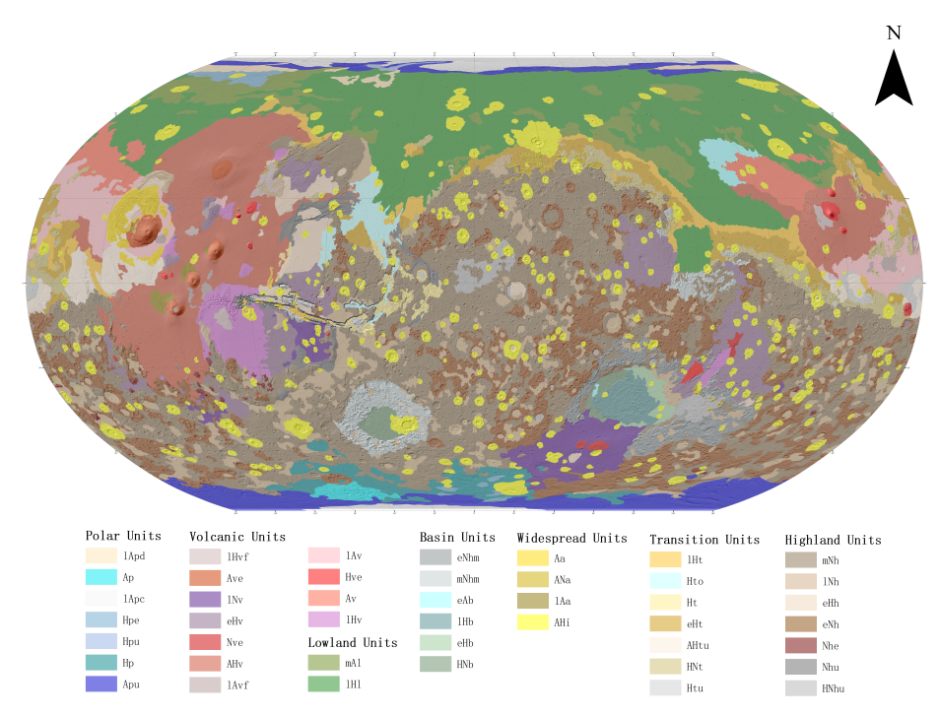 N
Polar Units
lApd
Ap
lApc
Hpe
Hpu
Hp
Apu
Volcanic Units
lHvf
Ave
lNv
eHv
Nve
AHv
lAvf
lAv
Hve
Av
lHv
Lowland Units
mAl
lHl
Basin Units
eNhm
mNhm
eAb
lHb
eHb
HNb
Widespread Units
Aa
ANa
lAa
AHi
Transition Units
lHt
Hto
Ht
eHt
AHtu
HNt
Htu
Highland Units
mNh
lNh
eHh
eNh
Nhe
Nhu
HNhu